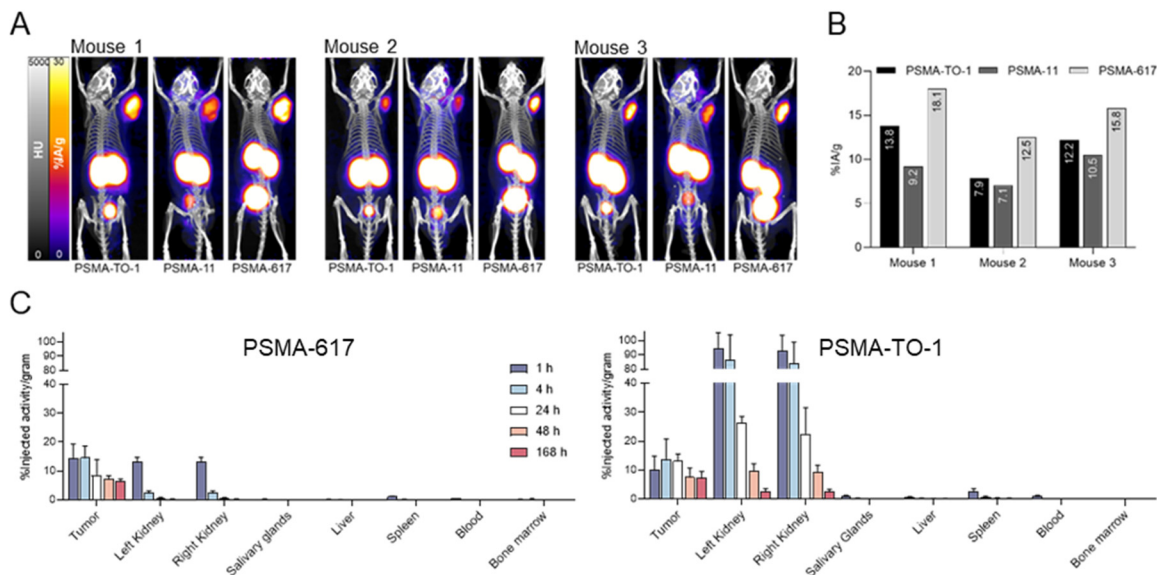 A
Mouse 1
Mouse 2
Mouse 3
5000
30
HU
%IA/g
0
0
PSMA-TO-1
PSMA-11
PSMA-617
PSMA-TO-1
PSMA-11
PSMA-617
PSMA-TO-1
PSMA-11
PSMA-617
B
PSMA-TO-1
PSMA-11
PSMA-617
%IA/g
20
15
10
5
0
13.8
9.2
18.1
7.9
7.1
12.5
12.2
10.5
15.8
Mouse 1
Mouse 2
Mouse 3
C
PSMA-617
%Injected activity/gram
100
90
80
40
30
20
10
0
1 h
4 h
24 h
48 h
168 h
Tumor
Left Kidney
Right Kidney
Salivary glands
Liver
Spleen
Blood
Bone marrow
PSMA-TO-1
%Injected activity/gram
100
90
80
40
30
20
10
0
Tumor
Left Kidney
Right Kidney
Salivary Glands
Liver
Spleen
Blood
Bone marrow